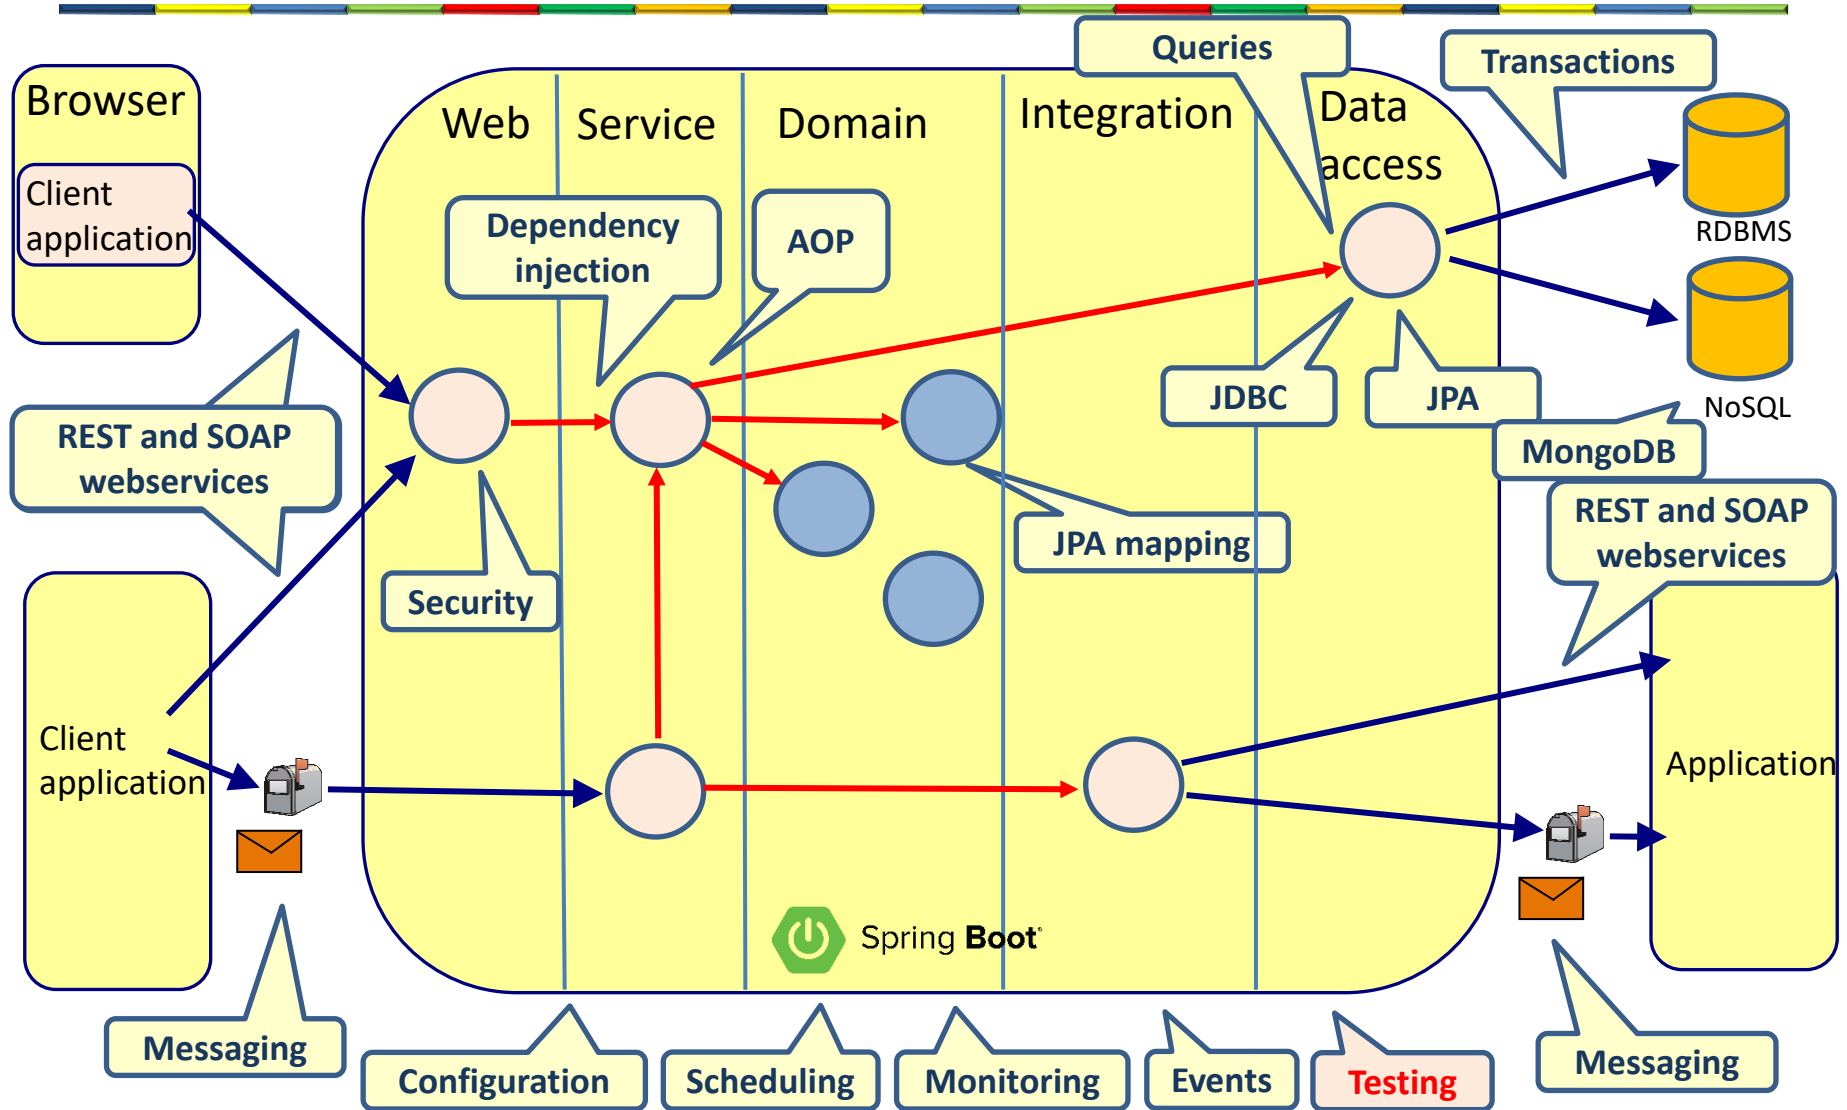 Queries
Transactions
Browser
Web
Service
Domain
Integration
Data
access
Client
application
Dependency
injection
AOP
RDBMS
JDBC
JPA
NoSQL
REST and SOAP
webservices
MongoDB
JPA mapping
REST and SOAP
webservices
Security
Client
application
Application
Spring Boot
Messaging
Configuration
Scheduling
Monitoring
Events
Testing
Messaging